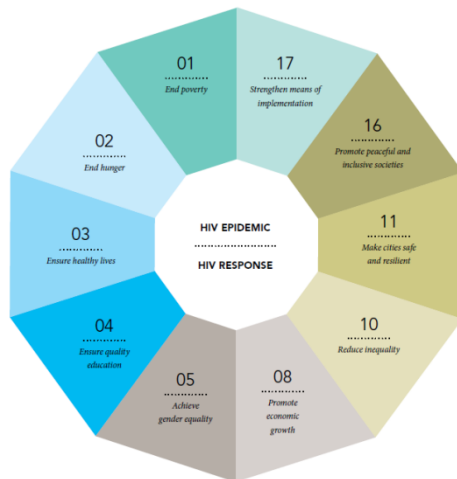 01
End poverty
17
Strengthen means of
implementation
16
Promote peaceful and
inclusive societies
11
Make cities safe
and resilient
10
Reduce inequality
08
Promote
economic
growth
05
Achieve
gender equality
04
Ensure quality
education
03
Ensure healthy lives
02
End hunger
HIV EPIDEMIC
HIV RESPONSE